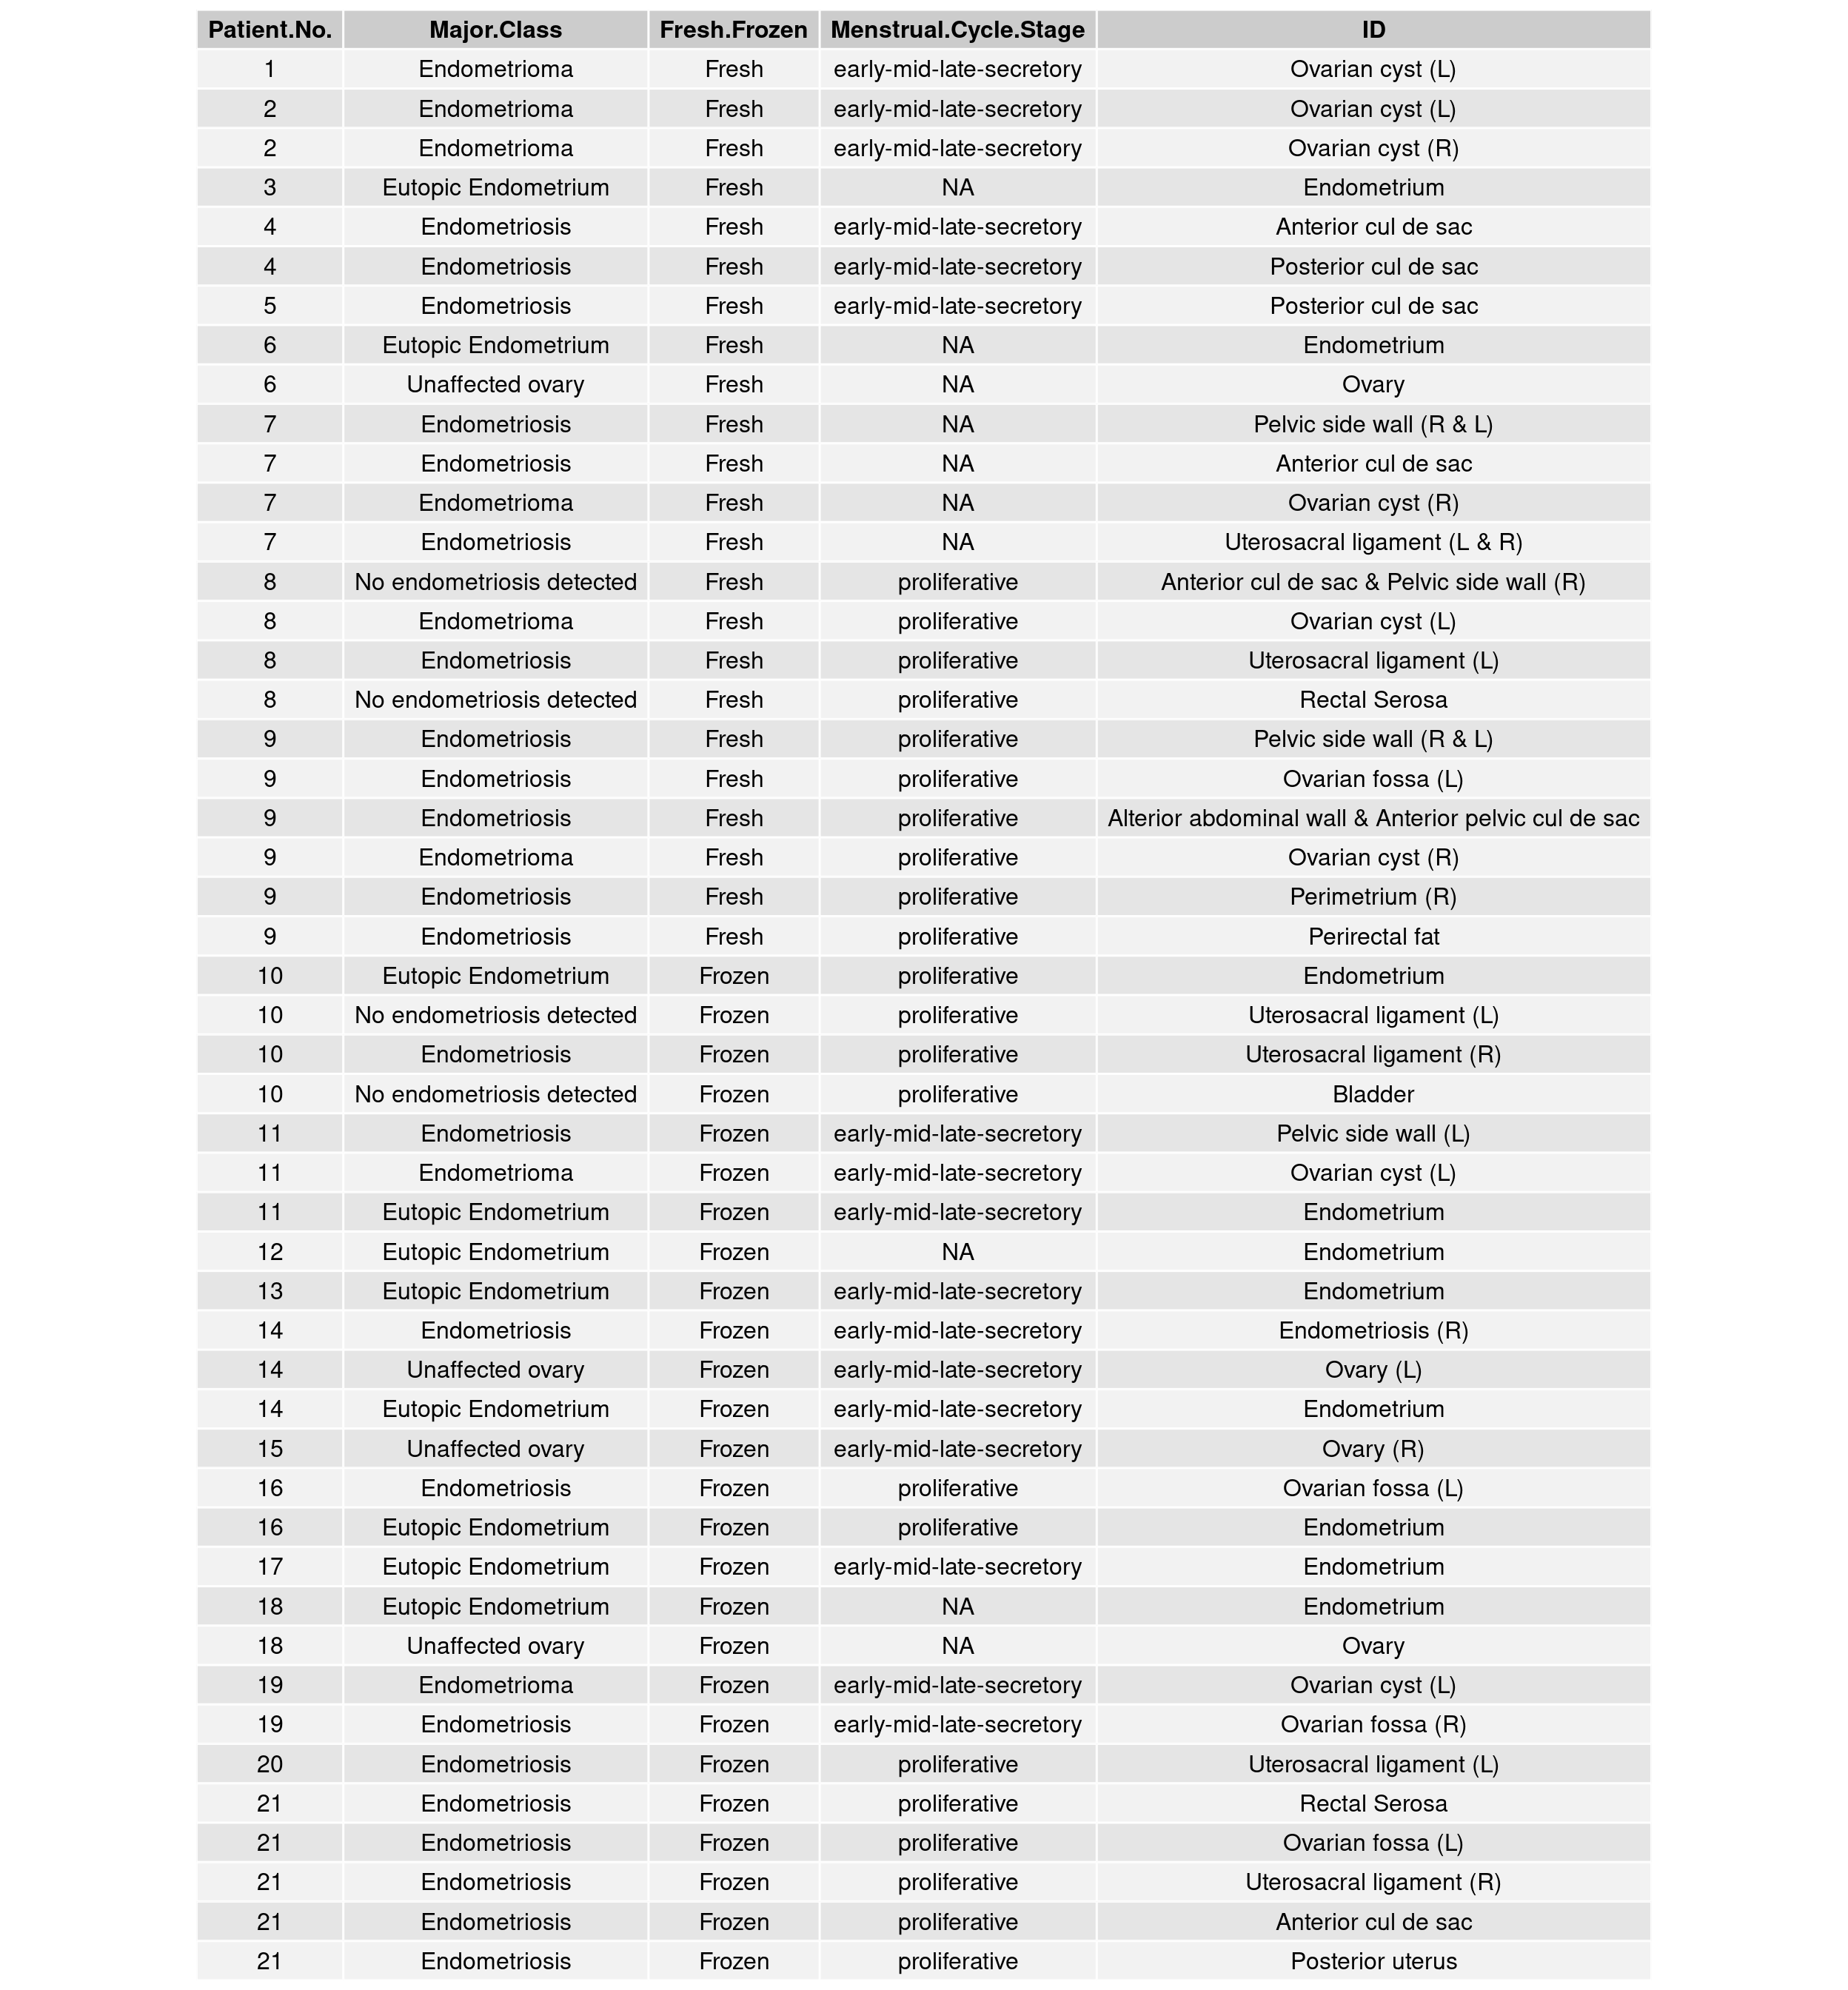 Patient.No. Major.Class Fresh.Frozen Menstrual.Cycle.Stage ID
1 Endometrioma Fresh early-mid-late-secretory Ovarian cyst (L)
2 Endometrioma Fresh early-mid-late-secretory Ovarian cyst (L)
2 Endometrioma Fresh early-mid-late-secretory Ovarian cyst (R)
3 Eutopic Endometrium Fresh NA Endometrium
4 Endometriosis Fresh early-mid-late-secretory Anterior cul de sac
4 Endometriosis Fresh early-mid-late-secretory Posterior cul de sac
5 Endometriosis Fresh early-mid-late-secretory Posterior cul de sac
6 Eutopic Endometrium Fresh NA Endometrium
6 Unaffected ovary Fresh NA Ovary
7 Endometriosis Fresh NA Pelvic side wall (R & L)
7 Endometriosis Fresh NA Anterior cul de sac
7 Endometrioma Fresh NA Ovarian cyst (R)
7 Endometriosis Fresh NA Uterosacral ligament (L & R)
8 No endometriosis detected Fresh proliferative Anterior cul de sac & Pelvic side wall (R)
8 Endometrioma Fresh proliferative Ovarian cyst (L)
8 Endometriosis Fresh proliferative Uterosacral ligament (L)
8 No endometriosis detected Fresh proliferative Rectal Serosa
9 Endometriosis Fresh proliferative Pelvic side wall (R & L)
9 Endometriosis Fresh proliferative Ovarian fossa (L)
9 Endometriosis Fresh proliferative Alterior abdominal wall & Anterior pelvic cul de sac
9 Endometrioma Fresh proliferative Ovarian cyst (R)
9 Endometriosis Fresh proliferative Perimetrium (R)
9 Endometriosis Fresh proliferative Perirectal fat
10 Eutopic Endometrium Frozen proliferative Endometrium
10 No endometriosis detected Frozen proliferative Uterosacral ligament (L)
10 Endometriosis Frozen proliferative Uterosacral ligament (R)
10 No endometriosis detected Frozen proliferative Bladder
11 Endometriosis Frozen early-mid-late-secretory Pelvic side wall (L)
11 Endometrioma Frozen early-mid-late-secretory Ovarian cyst (L)
11 Eutopic Endometrium Frozen early-mid-late-secretory Endometrium
12 Eutopic Endometrium Frozen NA Endometrium
13 Eutopic Endometrium Frozen early-mid-late-secretory Endometrium
14 Endometriosis Frozen early-mid-late-secretory Endometriosis (R)
14 Unaffected ovary Frozen early-mid-late-secretory Ovary (L)
14 Eutopic Endometrium Frozen early-mid-late-secretory Endometrium
15 Unaffected ovary Frozen early-mid-late-secretory Ovary (R)
16 Endometriosis Frozen proliferative Ovarian fossa (L)
16 Eutopic Endometrium Frozen proliferative Endometrium
17 Eutopic Endometrium Frozen early-mid-late-secretory Endometrium
18 Eutopic Endometrium Frozen NA Endometrium
18 Unaffected ovary Frozen NA Ovary
19 Endometrioma Frozen early-mid-late-secretory Ovarian cyst (L)
19 Endometriosis Frozen early-mid-late-secretory Ovarian fossa (R)
20 Endometriosis Frozen proliferative Uterosacral ligament (L)
21 Endometriosis Frozen proliferative Rectal Serosa
21 Endometriosis Frozen proliferative Ovarian fossa (L)
21 Endometriosis Frozen proliferative Uterosacral ligament (R)
21 Endometriosis Frozen proliferative Anterior cul de sac
21 Endometriosis Frozen proliferative Posterior uterus